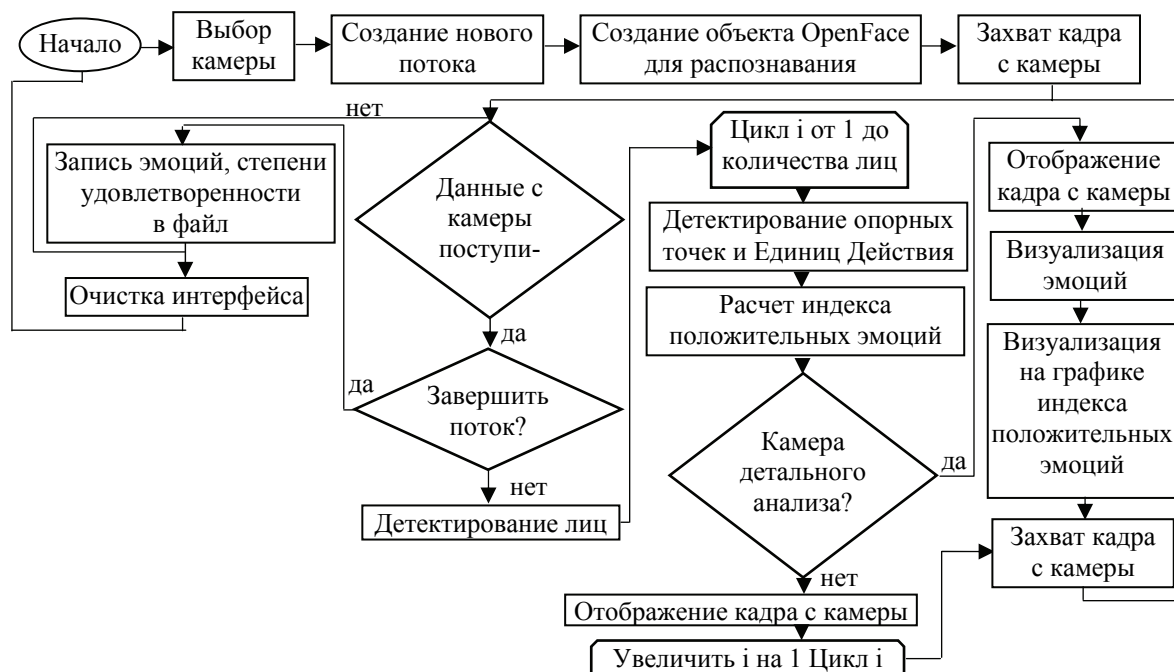 Начало
Выбор
камеры
Создание нового
потока
Создание объекта OpenFace
для распознавания
Захват кадра
с камеры
нет
Запись эмоций, степени
удовлетворенности
в файл
Очистка интерфейса
Данные с
камеры
поступи-
да
да
Завершить
поток?
нет
Детектирование лиц
Цикл i от 1 до
количества лиц
Детектирование опорных
точек и Единиц Действия
Расчет индекса
положительных эмоций
Камера
детального
анализа?
да
нет
Отображение кадра с камеры
Увеличить i на 1 Цикл i
Отображение
кадра с камеры
Визуализация
эмоций
Визуализация
на графике
индекса
положительных
эмоций
Захват кадра
с камеры